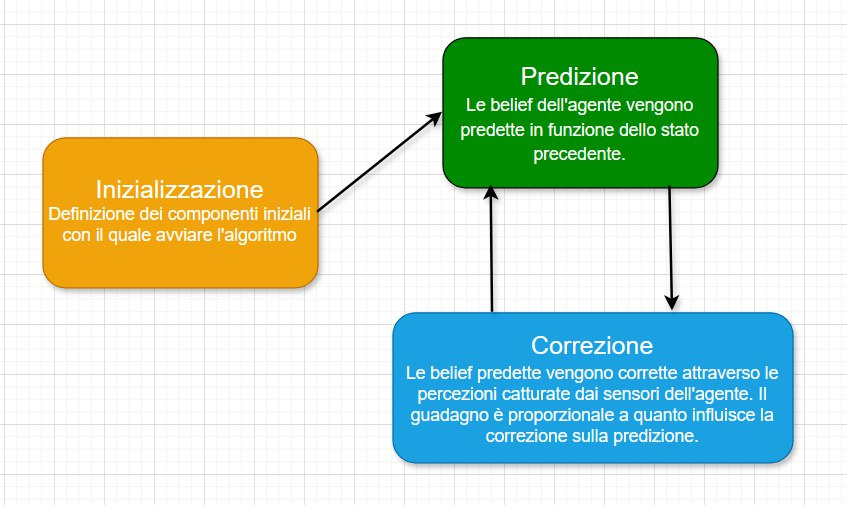 Predizione
Le belief dell'agente vengono
predette in funzione dello stato
precedente.
Inizializzazione
Definizione dei componenti iniziali
con il quale avviare l'algoritmo
Correzione
Le belief predette vengono corrette attraverso le
percezioni catturate dai sensori dell'agente. Il
guadagno è proporzionale a quanto influisce la
correzione sulla predizione.